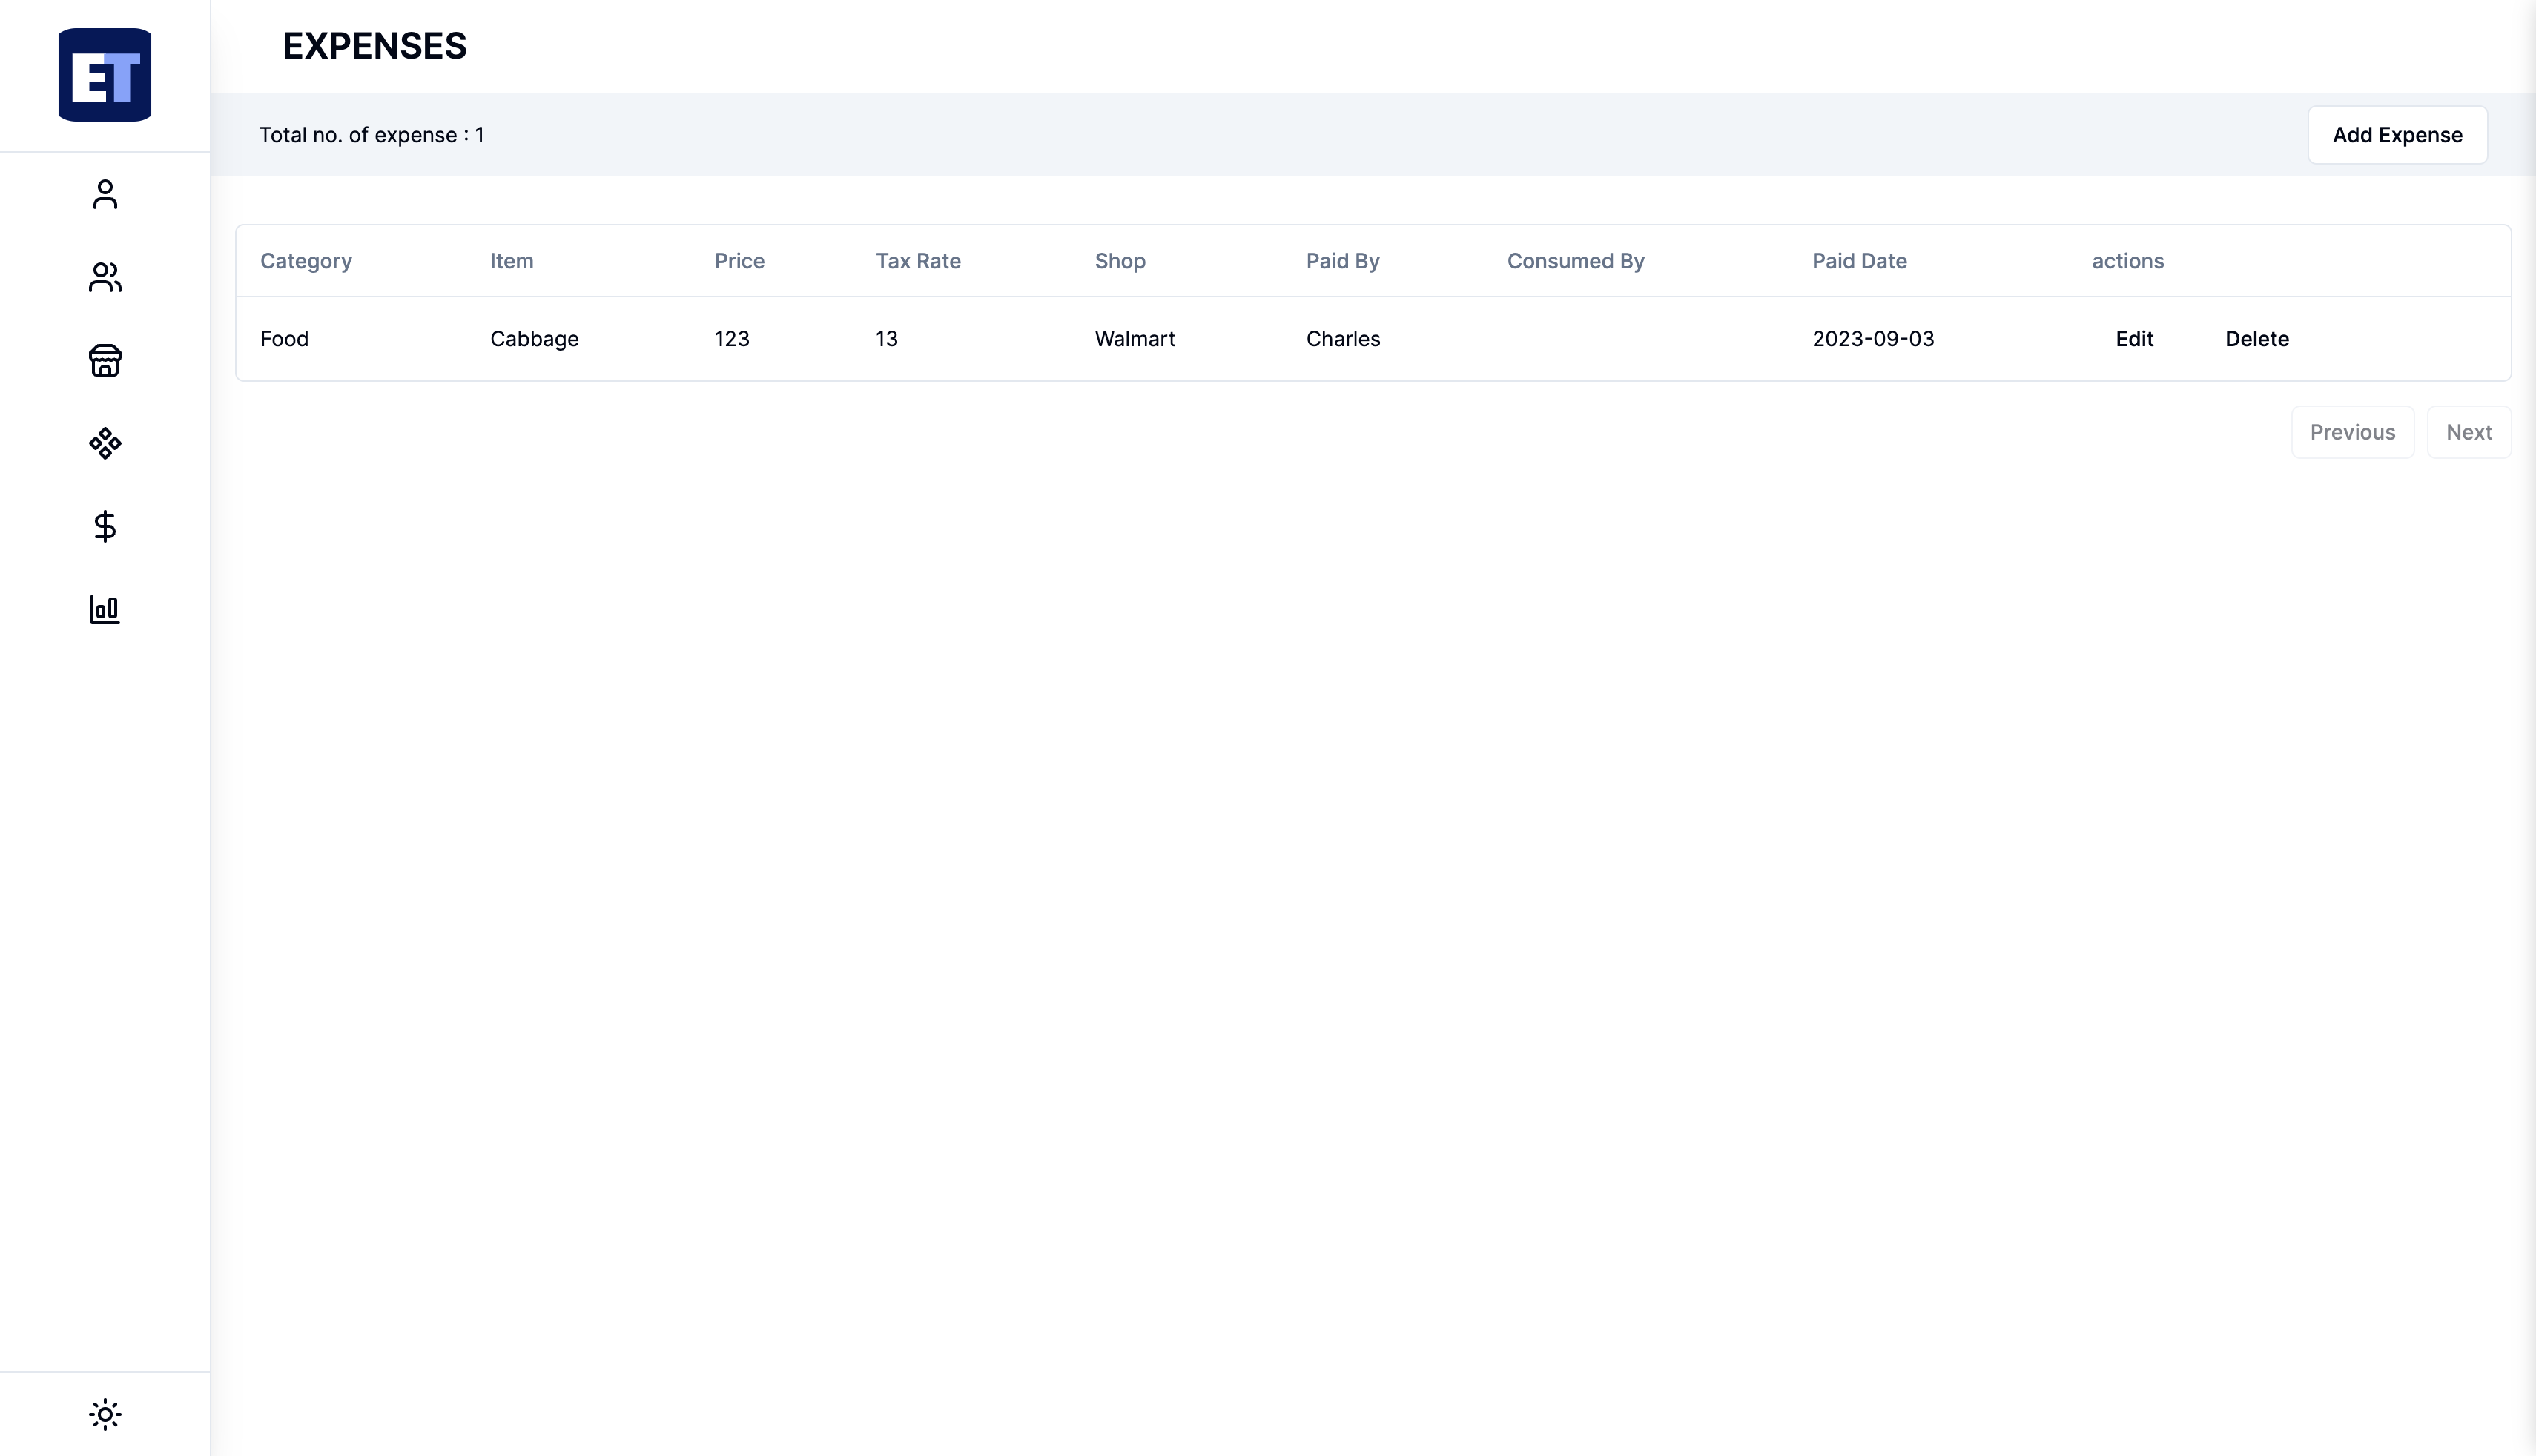 ET
EXPENSES
Total no. of expense : 1
Add Expense
Category Item Price Tax Rate Shop Paid By Consumed By Paid Date actions
Food Cabbage 123 13 Walmart Charles 2023-09-03 Edit Delete
Previous Next